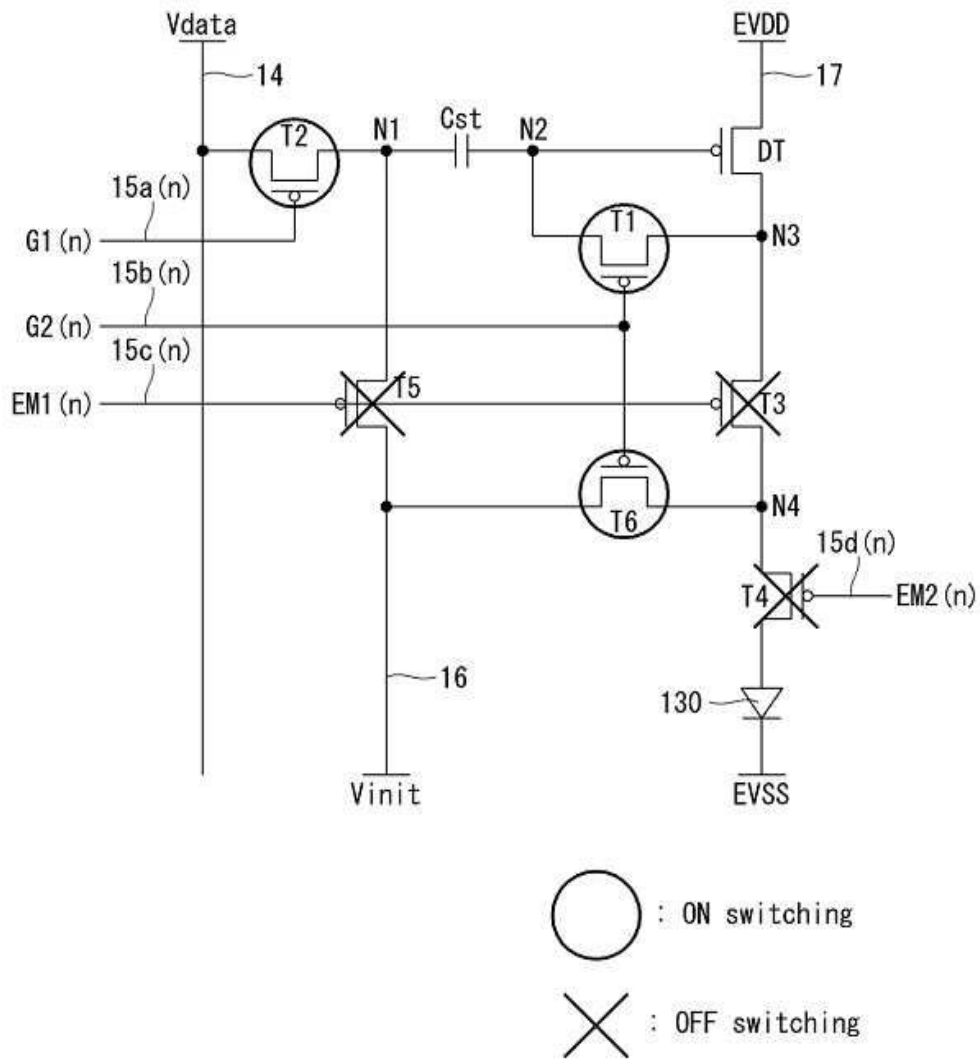 Vdata
EVDD
14
17
T2
N1
Cst
N2
DT
15a(n)
T1
G1(n)
N3
15b(n)
G2(n)
15c(n)
EM1(n)
T5
T3
T6
N4
15d(n)
T4
EM2(n)
16
130
Vinit
EVSS
: ON switching
: OFF switching